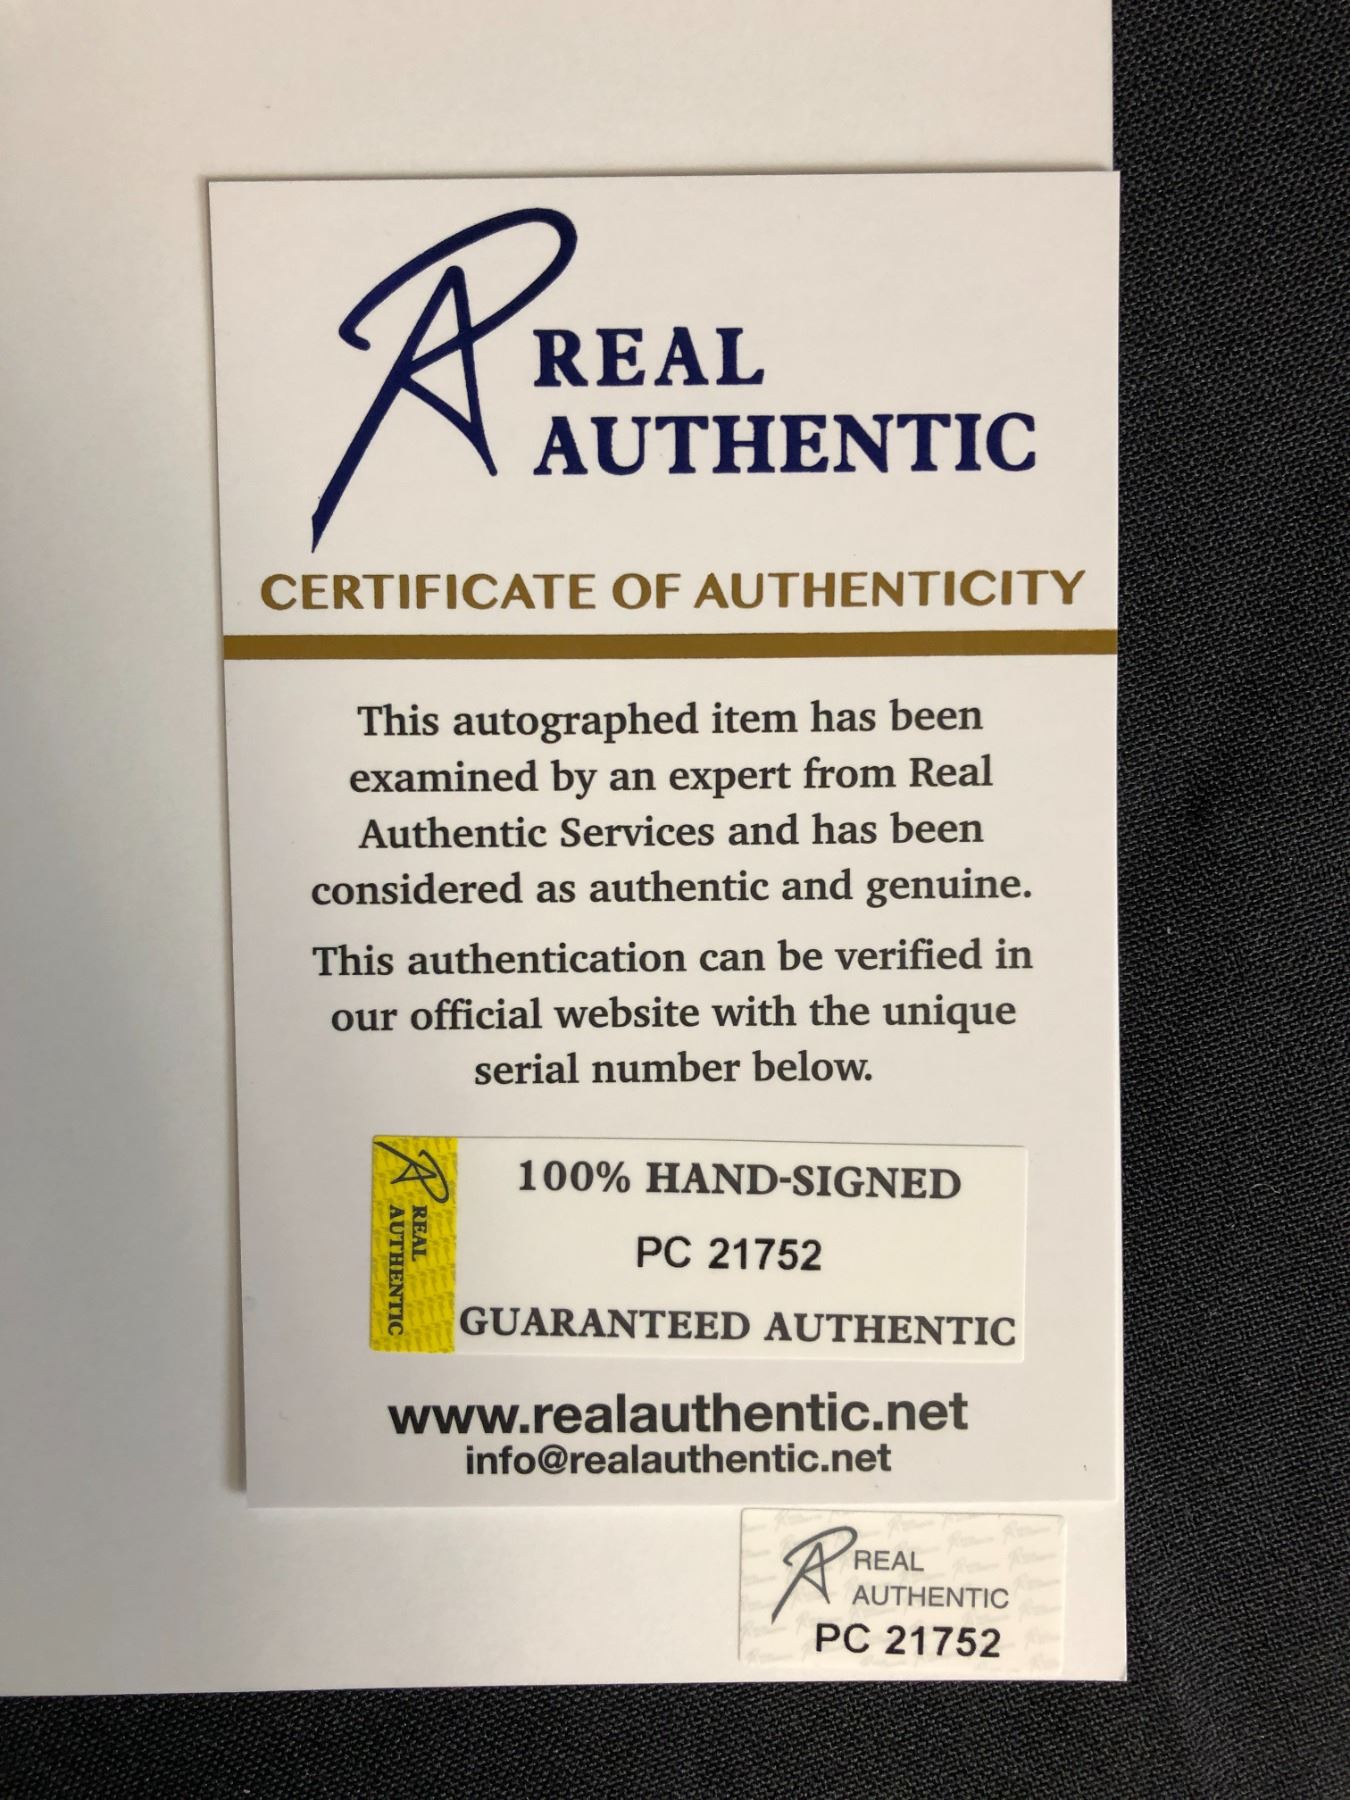 REAL
AUTHENTIC
CERTIFICATE OF AUTHENTICITY
This autographed item has been
examined by an expert from Real
Authentic Services and has been
considered as authentic and genuine.
This authentication can be verified in
our official website with the unique
serial number below.
REAL
AUTHENTIC
100% HAND-SIGNED
PC 21752
GUARANTEED AUTHENTIC
www.realauthentic.net
info@realauthentic.net
REAL
AUTHENTIC
PC 21752